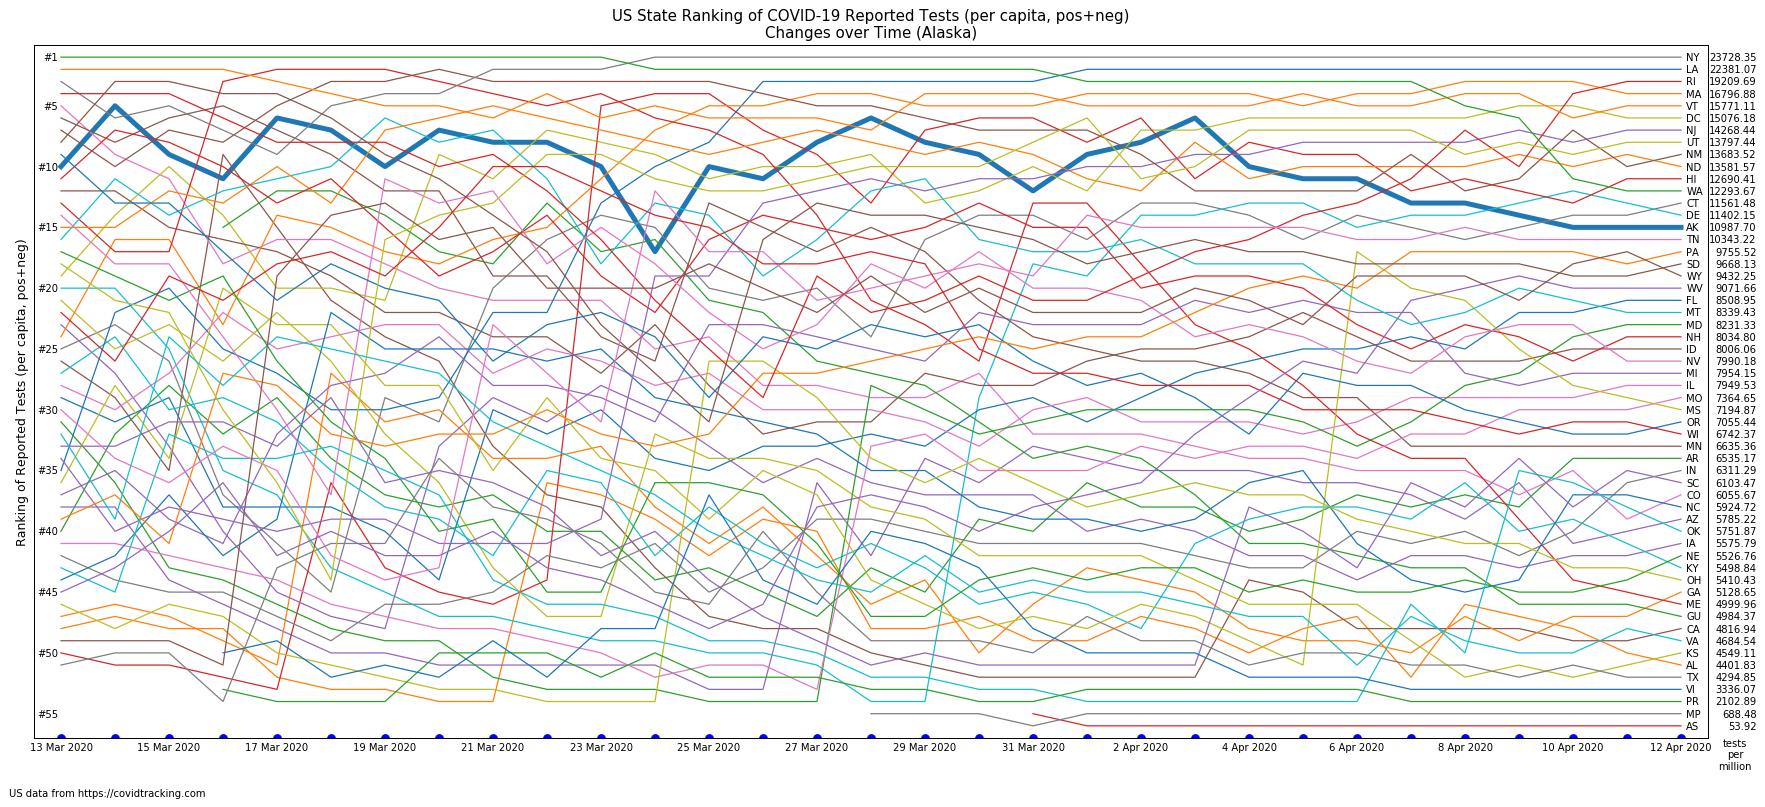 US State Ranking of COVID-19 Reported Tests (per capita, pos+neg)
Changes over Time (Alaska)
Ranking of Reported Tests (per capita, pos+neg)
#1
#5
#10
#15
#20
#25
#30
#35
#40
#45
#50
#55
NY 23728.35
LA 22381.07
RI 19209.69
MA 16796.88
VT 15771.11
DC 15076.18
NJ 14268.44
UT 13797.44
NM 13683.52
ND 13581.57
HI 12690.41
WA 12293.67
CT 11561.48
DE 11402.15
AK 10987.70
TN 10343.22
PA 9755.52
SD 9668.13
WY 9432.25
WV 9071.66
FL 8508.95
MT 8339.43
MD 8231.33
NH 8034.80
ID 8006.06
NV 7990.18
MI 7954.15
IL 7949.53
MO 7364.65
MS 7194.87
OR 7055.44
WI 6742.37
MN 6635.36
AR 6535.17
IN 6311.29
SC 6103.47
CO 6055.67
NC 5924.72
AZ 5785.22
OK 5751.87
IA 5575.79
NE 5526.76
KY 5498.84
OH 5410.43
GA 5128.65
ME 4999.96
GU 4984.37
CA 4816.94
VA 4684.54
KS 4549.11
AL 4401.83
TX 4294.85
VI 3336.07
PR 2102.89
MP 688.48
AS 53.92
13 Mar 2020 15 Mar 2020 17 Mar 2020 19 Mar 2020 21 Mar 2020 23 Mar 2020 25 Mar 2020 27 Mar 2020 29 Mar 2020 31 Mar 2020 2 Apr 2020 4 Apr 2020 6 Apr 2020 8 Apr 2020 10 Apr 2020 12 Apr 2020
tests
per
million
US data from https://covidtracking.com